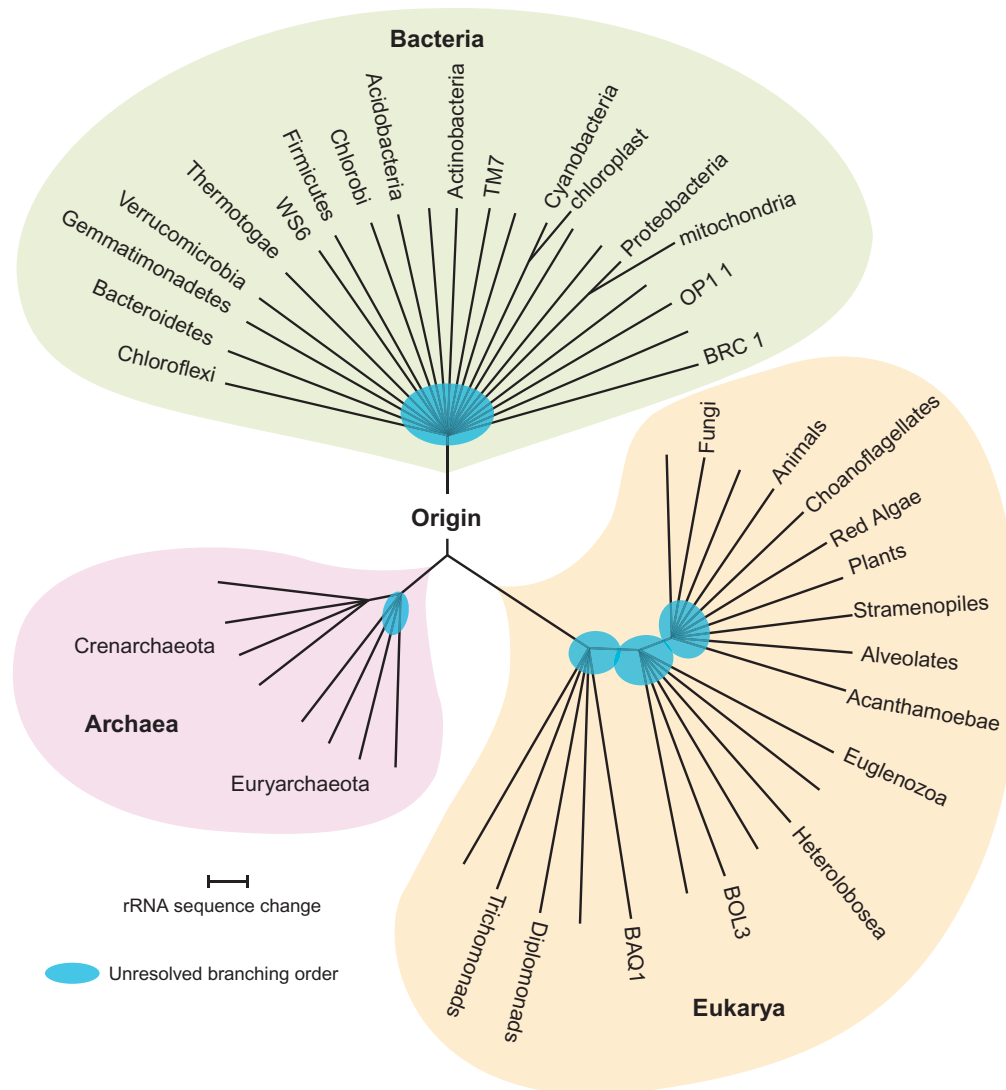 Bacteria
Chloroflexi
Bacteroidetes
Gemmatimonadetes
Verrucomicrobia
Thermotogae
WS6
Firmicutes
Chlorobi
Acidobacteria
Actinobacteria
TM7
Cyanobacteria
chloroplast
Proteobacteria
mitochondria
OP1 1
BRC 1
Origin
Fungi
Animals
Choanoflagellates
Red Algae
Plants
Stramenopiles
Alveolates
Acanthamoebae
Euglenozoa
Heterolobosea
BOL3
BAQ1
Diplomonads
Trichomonads
Eukarya
Crenarchaeota
Archaea
Euryarchaeota
rRNA sequence change
Unresolved branching order